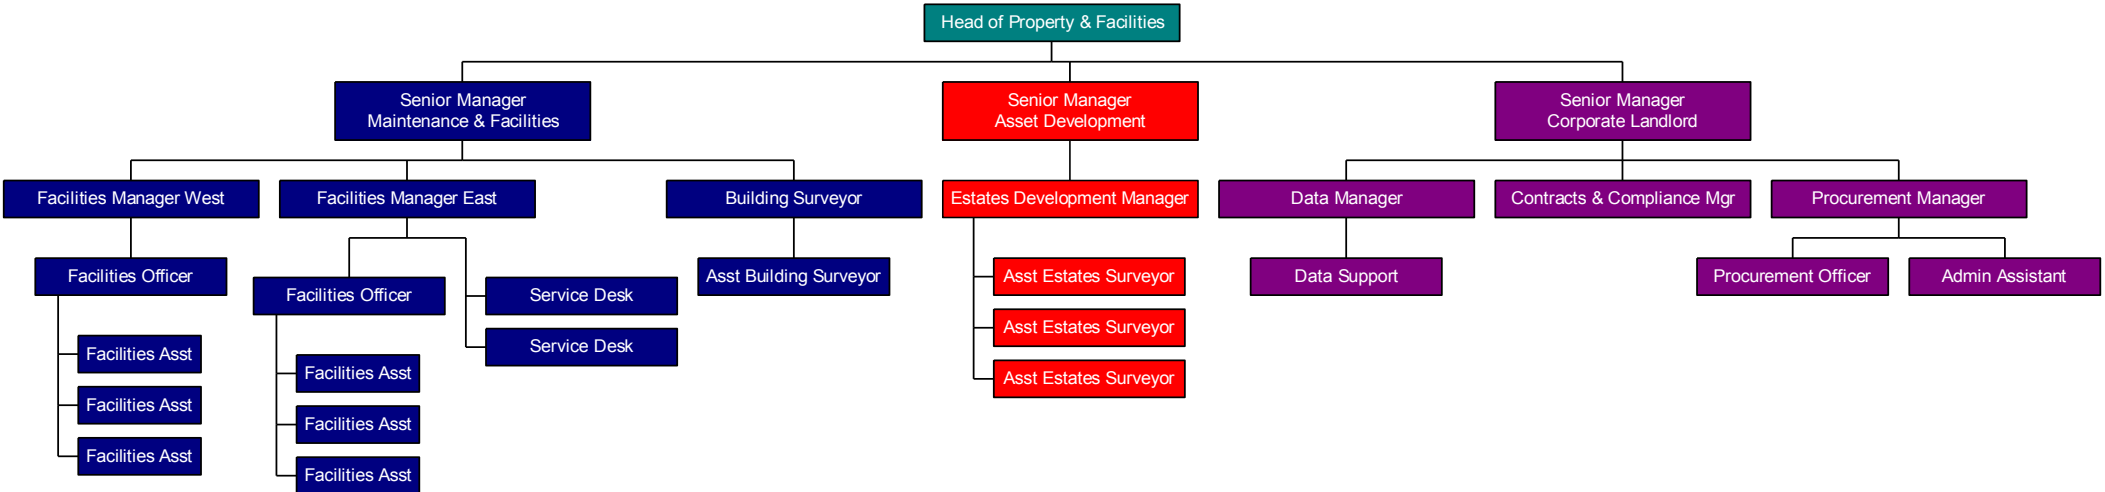 Head of Property & Facilities
Senior Manager
Maintenance & Facilities
Senior Manager
Asset Development
Senior Manager
Corporate Landlord
Facilities Manager West
Facilities Manager East
Building Surveyor
Estates Development Manager
Data Manager
Contracts & Compliance Mgr
Procurement Manager
Facilities Officer
Facilities Officer
Service Desk
Service Desk
Asst Building Surveyor
Asst Estates Surveyor
Asst Estates Surveyor
Asst Estates Surveyor
Data Support
Procurement Officer
Admin Assistant
Facilities Asst
Facilities Asst
Facilities Asst
Facilities Asst
Facilities Asst
Facilities Asst